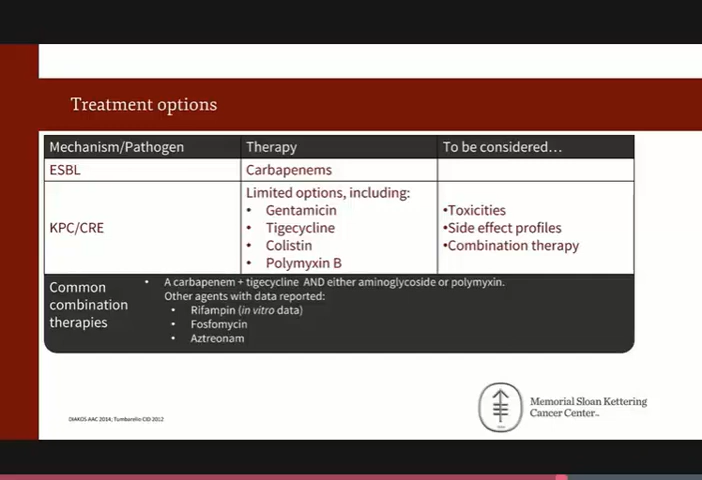 Treatment options
Mechanism/Pathogen
Therapy
To be considered…
ESBL
Carbapenems
KPC/CRE
Limited options, including:
• Gentamicin
• Tigecycline
• Colistin
• Polymyxin B
•Toxicities
•Side effect profiles
•Combination therapy
Common
combination
therapies
• A carbapenem + tigecycline AND either aminoglycoside or polymyxin.
Other agents with data reported:
• Rifampin (in vitro data)
• Fosfomycin
• Aztreonam
DIAKOS AAC 2014; Tumbarello CID 2012
Memorial Sloan Kettering
Cancer Center